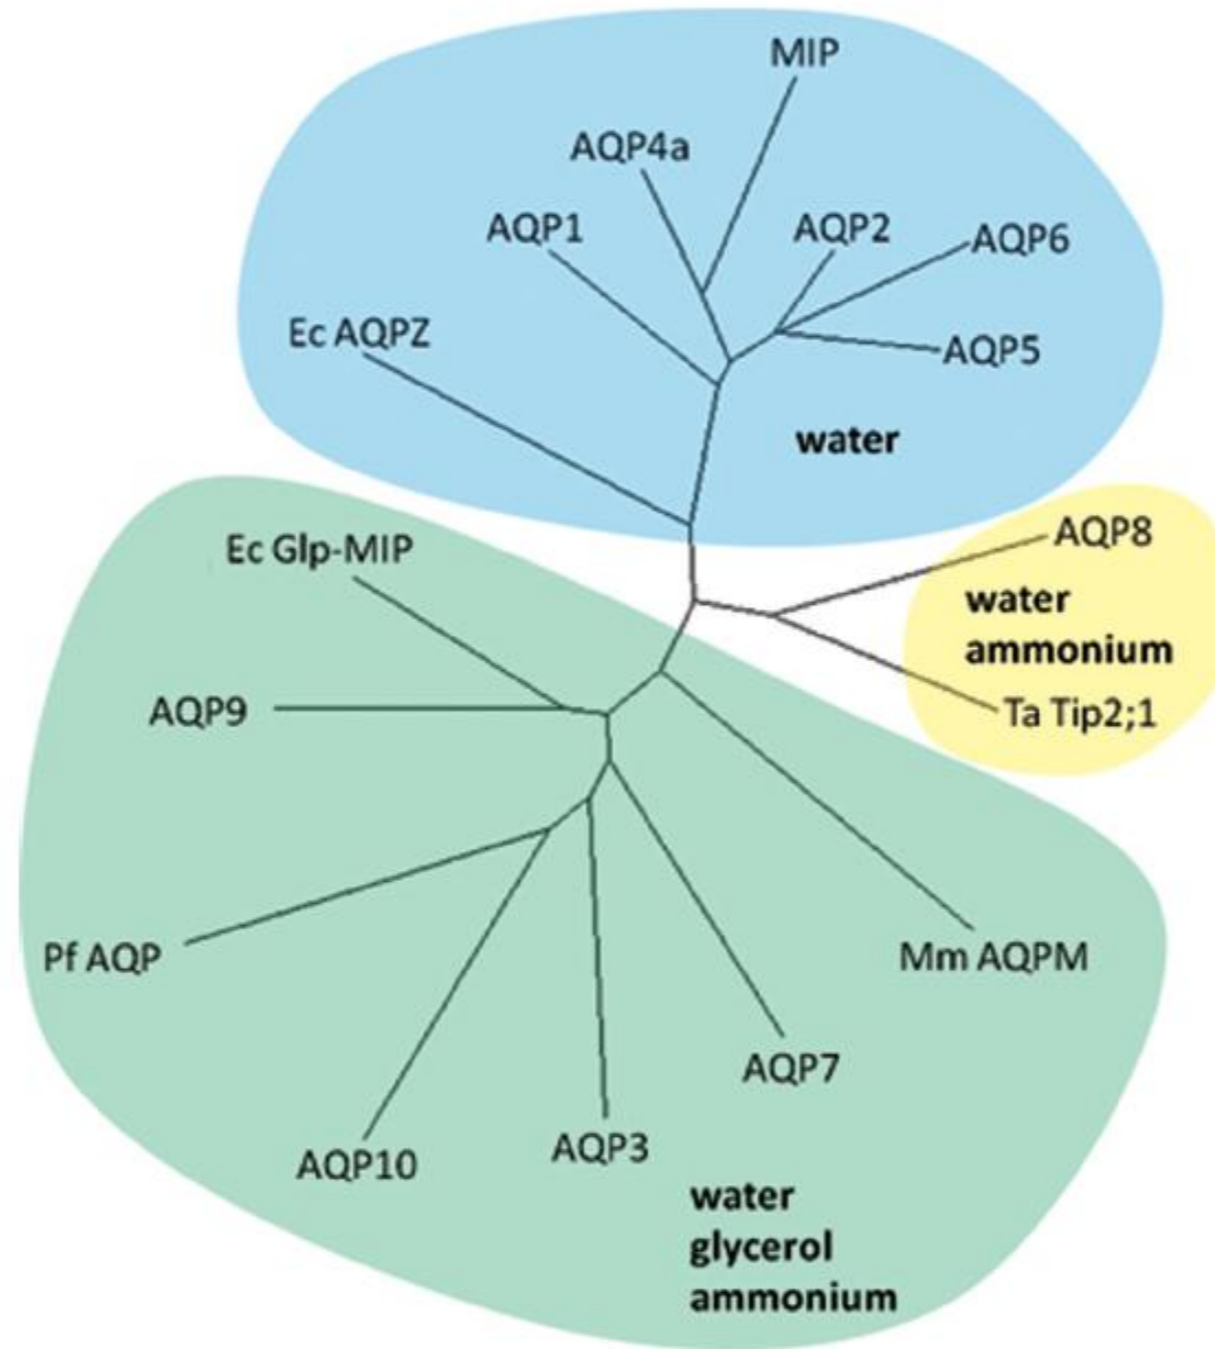 MIP
AQP4a
AQP1
AQP2
AQP6
Ec AQPZ
AQP5
water
AQP8
Ec Glp-MIP
water
ammonium
AQP9
Ta Tip2;1
Pf AQP
Mm AQPM
AQP7
AQP3
AQP10
water
glycerol
ammonium